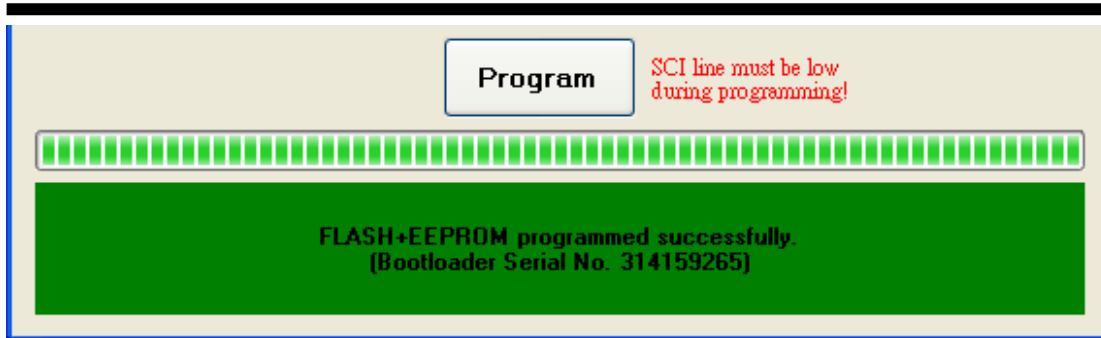 Program
SCI line must be low
during programming!
FLASH+EEPROM programmed successfully.
(Bootloader Serial No. 314159265)